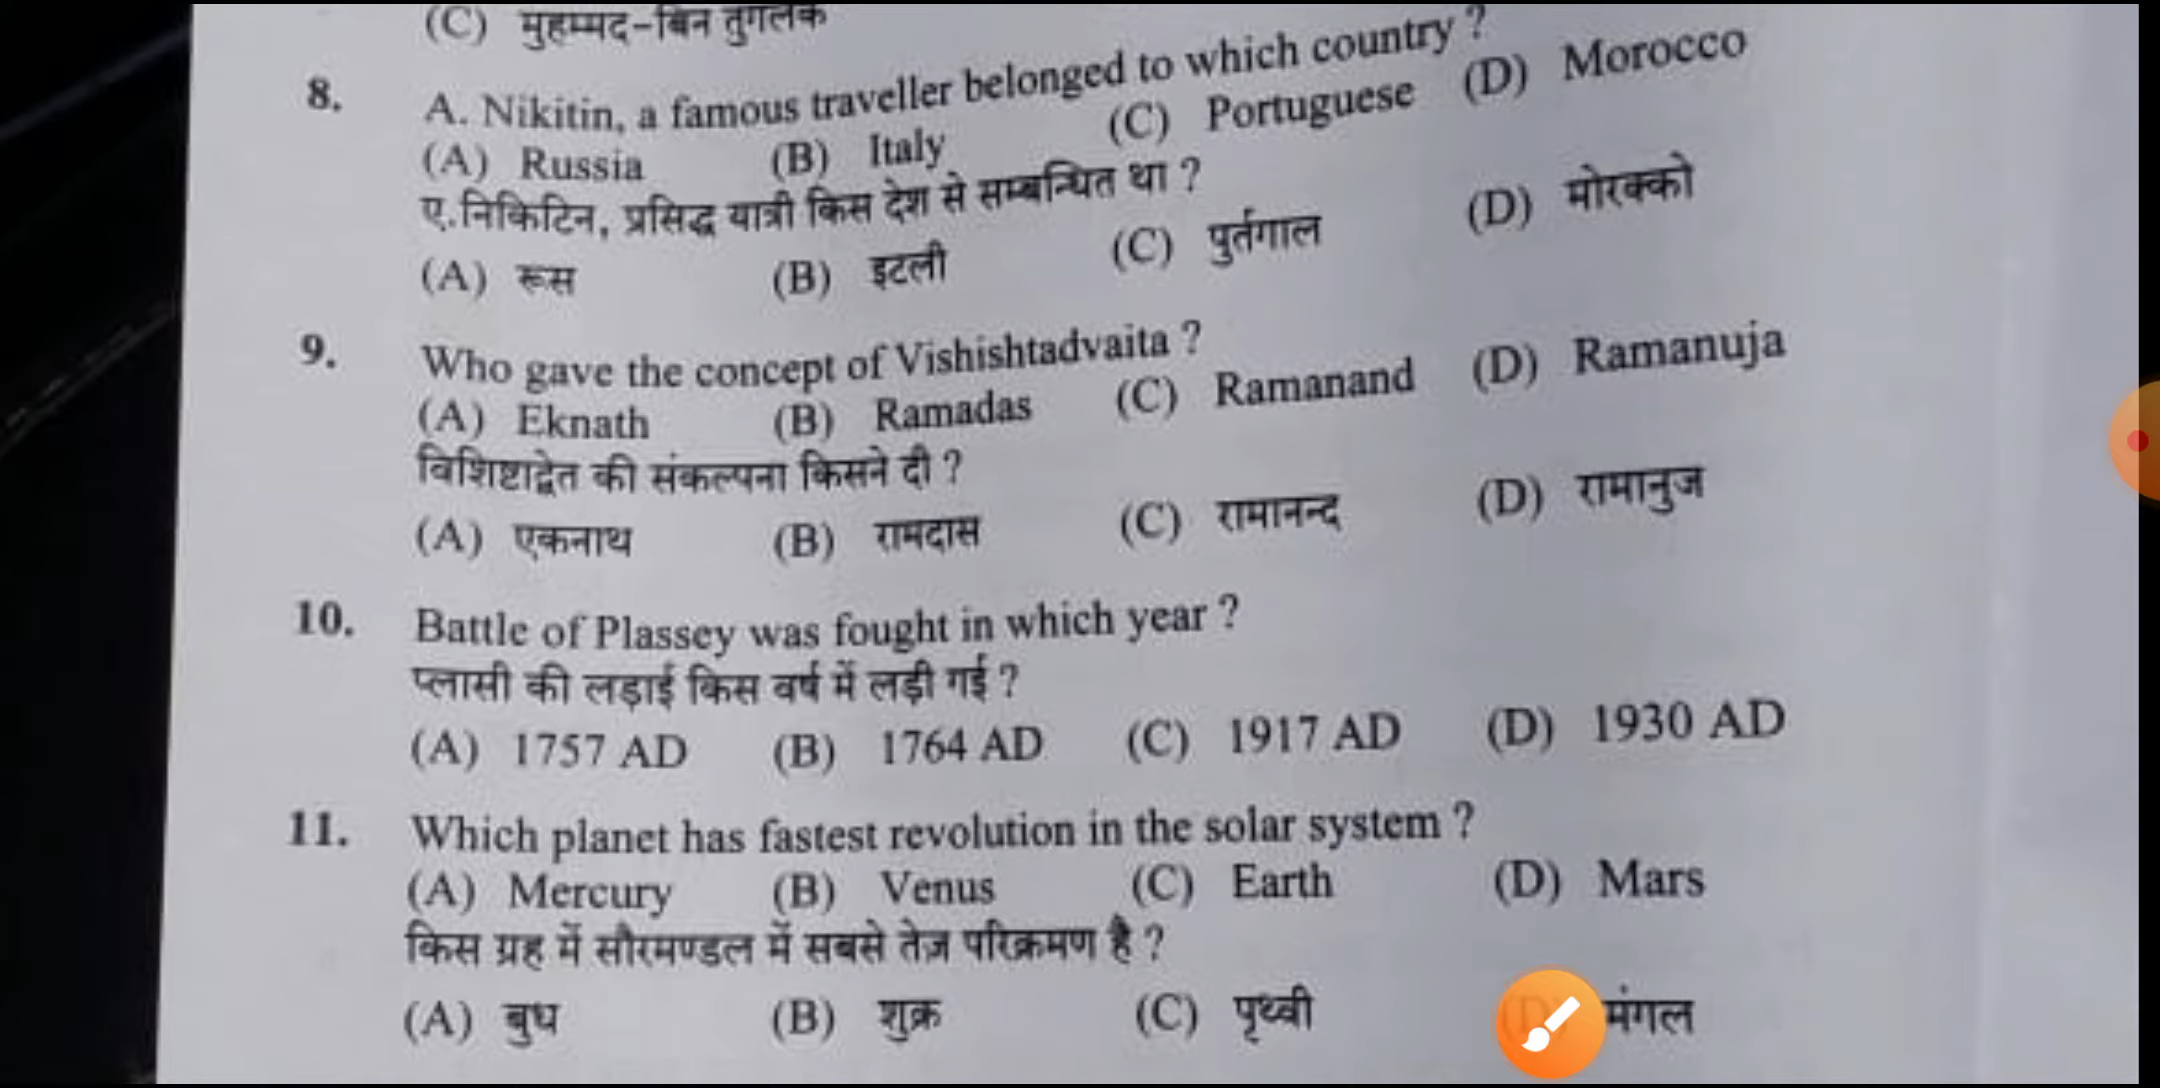 (C) मुहम्मद-बिन तुगलक
8. A. Nikitin, a famous traveller belonged to which country ?
(A) Russia (B) Italy (C) Portuguese (D) Morocco
ए.निकिटिन, प्रसिद्ध यात्री किस देश से सम्बन्धित था ?
(A) रूस (B) इटली (C) पुर्तगाल (D) मोरक्को
9. Who gave the concept of Vishishtadvaita ?
(A) Eknath (B) Ramadas (C) Ramanand (D) Ramanuja
विशिष्टाद्वेत की संकल्पना किसने दी ?
(A) एकनाथ (B) रामदास (C) रामानन्द (D) रामानुज
10. Battle of Plassey was fought in which year ?
प्लासी की लड़ाई किस वर्ष में लड़ी गई ?
(A) 1757 AD (B) 1764 AD (C) 1917 AD (D) 1930 AD
11. Which planet has fastest revolution in the solar system ?
(A) Mercury (B) Venus (C) Earth (D) Mars
किस ग्रह में सौरमण्डल में सबसे तेज़ परिक्रमण है ?
(A) बुध (B) शुक्र (C) पृथ्वी (D) मंगल